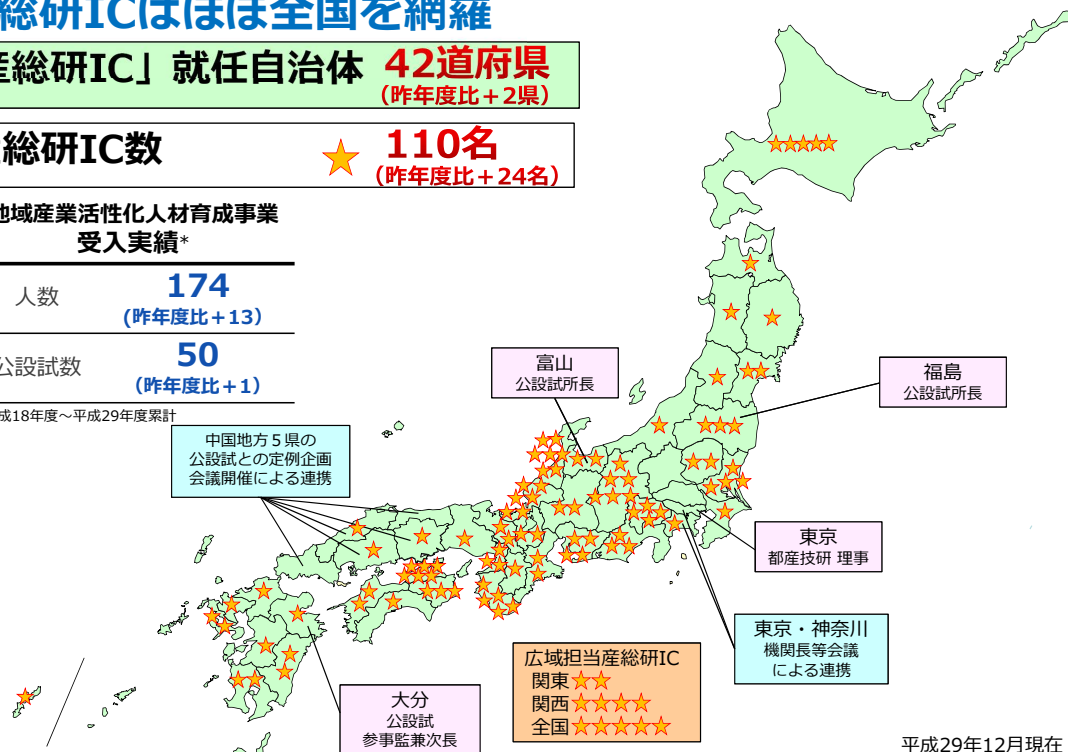 総研ICはほぼ全国を網羅
産総研IC」就任自治体 42道府県
(昨年度比+2県)
総研IC数 110名
(昨年度比+24名)
地域産業活性化人材育成事業
受入実績*
人数 174
(昨年度比+13)
公設試数 50
(昨年度比+1)
成18年度～平成29年度累計
富山
公設試所長
福島
公設試所長
中国地方５県の
公設試との定例企画
会議開催による連携
東京
都産技研 理事
東京・神奈川
機関長等会議
による連携
広域担当産総研IC
関東
関西
全国
大分
公設試
参事監兼次長
平成29年12月現在